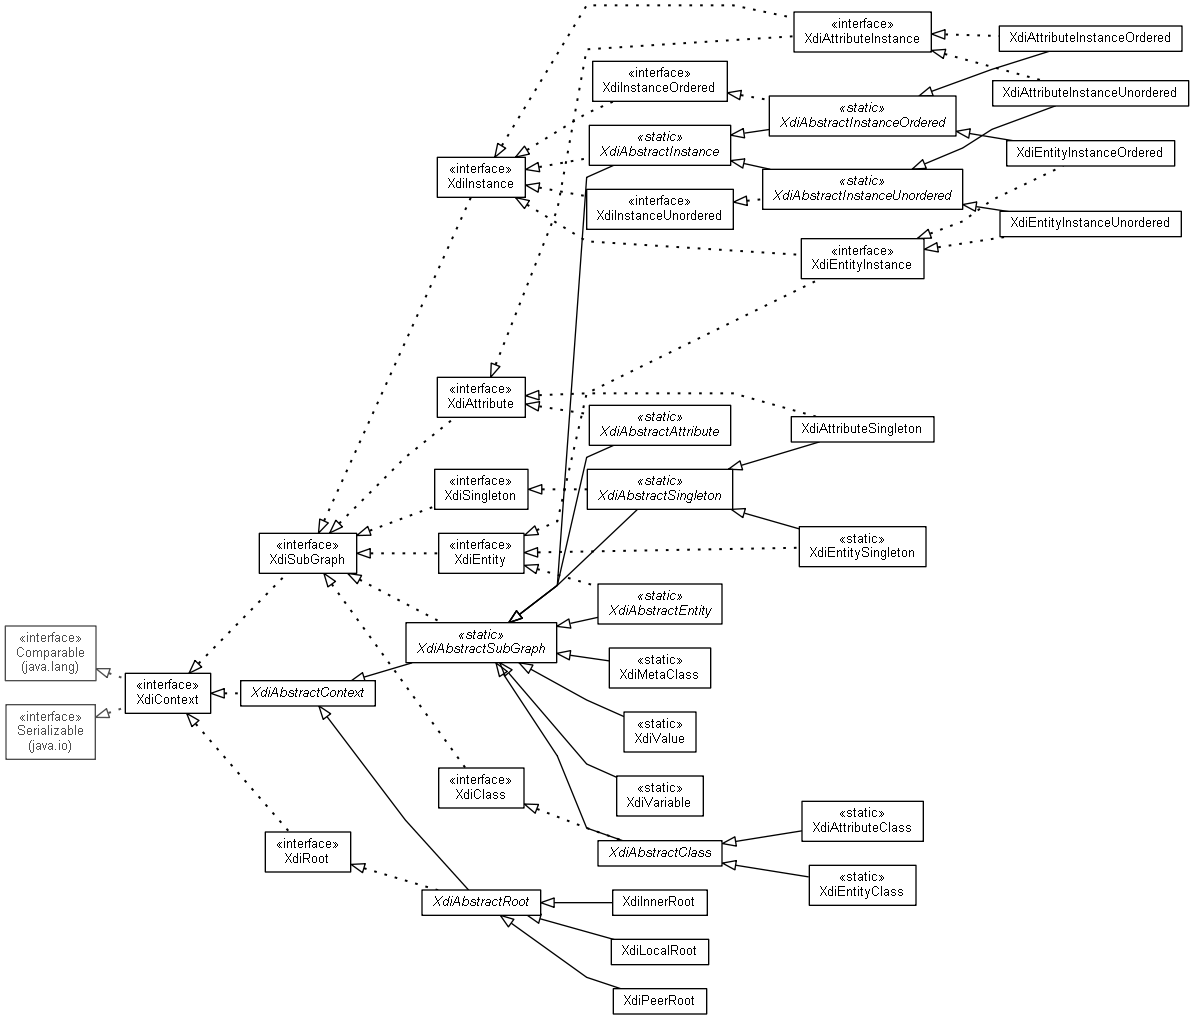 «interface»
XdiAttributeInstance
XdiAttributeInstanceOrdered
«interface»
XdiInstanceOrdered
XdiAttributeInstanceUnordered
«static»
XdiAbstractInstanceOrdered
«static»
XdiAbstractInstance
XdiEntityInstanceOrdered
«interface»
XdiInstance
«static»
XdiAbstractInstanceUnordered
«interface»
XdiInstanceUnordered
XdiEntityInstanceUnordered
«interface»
XdiEntityInstance
«interface»
XdiAttribute
«static»
XdiAbstractAttribute
XdiAttributeSingleton
«interface»
XdiSingleton
«static»
XdiAbstractSingleton
«interface»
XdiSubGraph
«interface»
XdiEntity
«static»
XdiEntitySingleton
«static»
XdiAbstractEntity
«interface»
Comparable
(java.lang)
«static»
XdiAbstractSubGraph
«static»
XdiMetaClass
«interface»
XdiContext
XdiAbstractContext
«interface»
Serializable
(java.io)
«static»
XdiValue
«interface»
XdiClass
«static»
XdiVariable
«static»
XdiAttributeClass
«interface»
XdiRoot
XdiAbstractClass
«static»
XdiEntityClass
XdiAbstractRoot
XdiInnerRoot
XdiLocalRoot
XdiPeerRoot